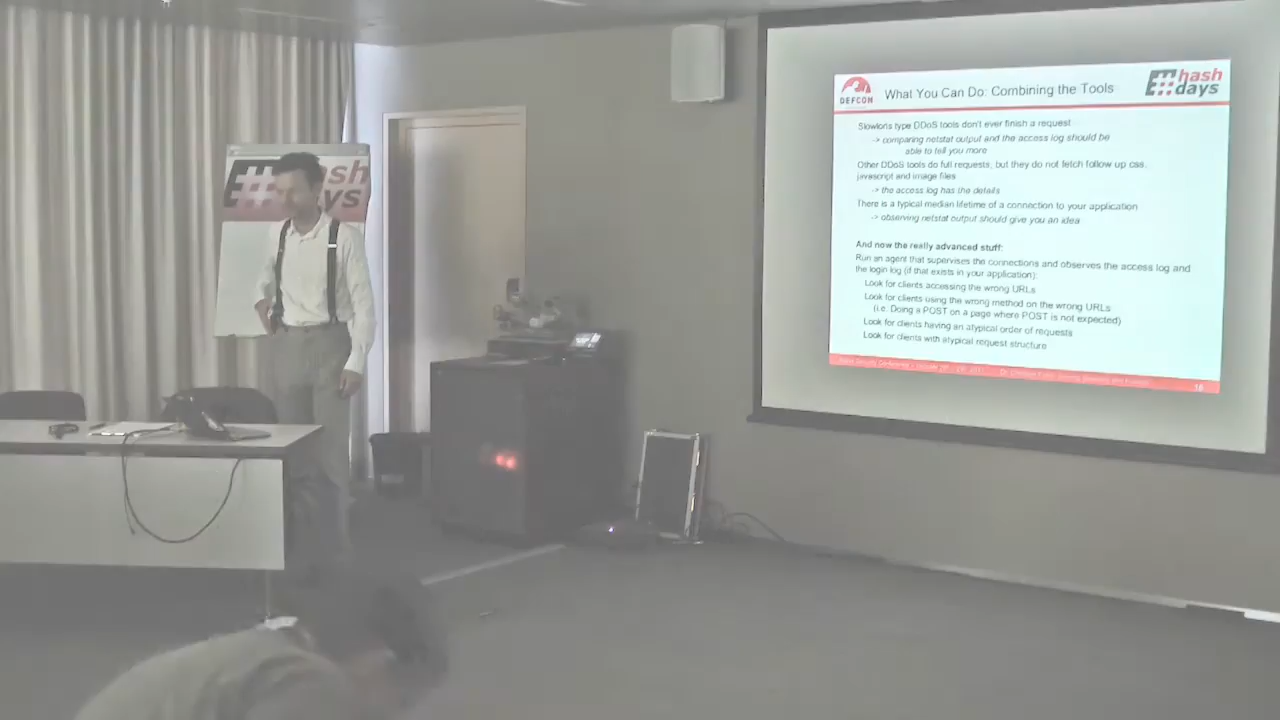 hash
days
DEFCON
What You Can Do: Combining the Tools
hash
days
Slowloris type DDoS tools don't ever finish a request
-> comparing netstat output and the access log should be
able to tell you more
Other DDoS tools do full requests, but they do not fetch follow up css,
javascript and image files
-> the access log has the details
There is a typical median lifetime of a connection to your application
-> observing netstat output should give you an idea
And now the really advanced stuff:
Run an agent that supervises the connections and observes the access log and
the login log (if that exists in your application):
Look for clients accessing the wrong URLs
Look for clients using the wrong method on the wrong URLs
(i.e. Doing a POST on a page where POST is not expected)
Look for clients having an atypical order of requests
Look for clients with atypical request structure